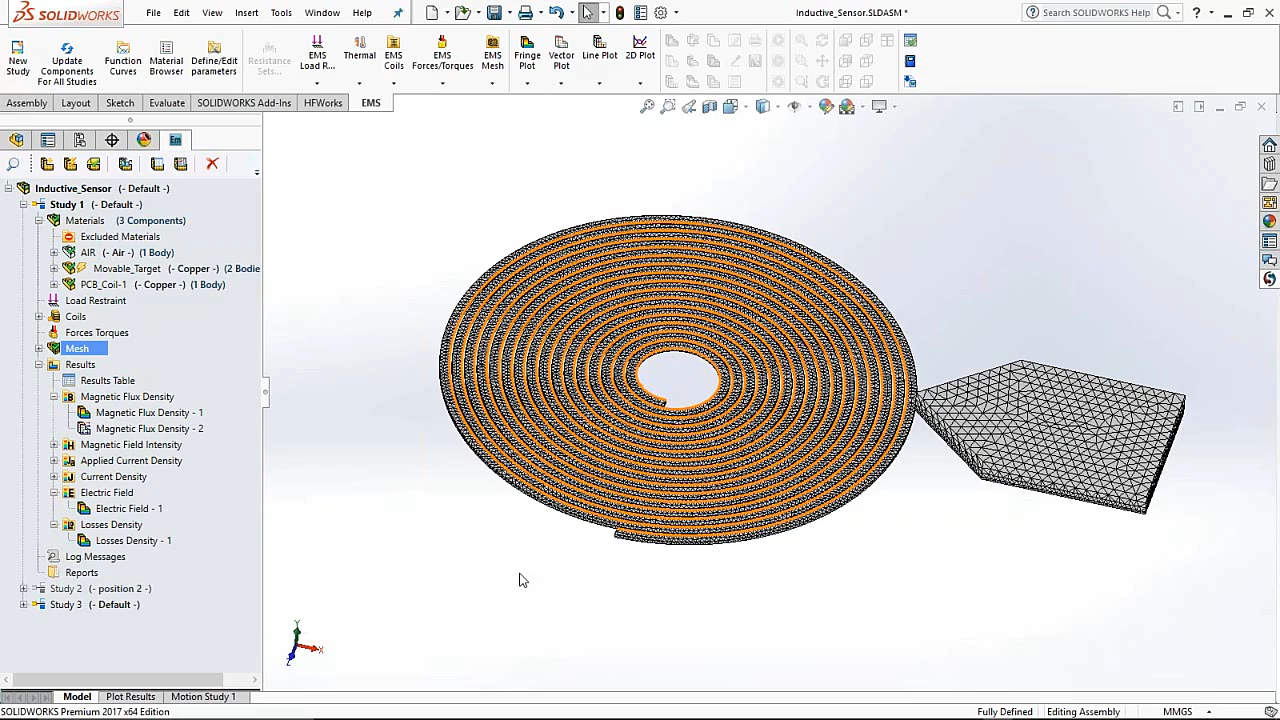 SOLIDWORKS
File Edit View Insert Tools Window Help
Inductive_Sensor.SLDASM *
Search SOLIDWORKS Help
New Study
Update Components For All Studies
Function Curves
Material Browser
Define/Edit parameters
Resistance Sets...
EMS Load R...
Thermal
EMS Coils
EMS Forces/Torques
EMS Mesh
Fringe Plot
Vector Plot
Line Plot
2D Plot
Assembly Layout Sketch Evaluate SOLIDWORKS Add-Ins HFWorks EMS
Inductive_Sensor (- Default -)
Study 1 (- Default -)
Materials (3 Components)
Excluded Materials
AIR (- Air -) (1 Body)
Movable_Target (- Copper -) (2 Bodie
PCB_Coil-1 (- Copper -) (1 Body)
Load Restraint
Coils
Forces Torques
Mesh
Results
Results Table
Magnetic Flux Density
Magnetic Flux Density - 1
Magnetic Flux Density - 2
Magnetic Field Intensity
Applied Current Density
Current Density
Electric Field
Electric Field - 1
Losses Density
Losses Density - 1
Log Messages
Reports
Study 2 (- position 2 -)
Study 3 (- Default -)
Y
X
Z
Model Plot Results Motion Study 1
SOLIDWORKS Premium 2017 x64 Edition
Fully Defined Editing Assembly MMGS